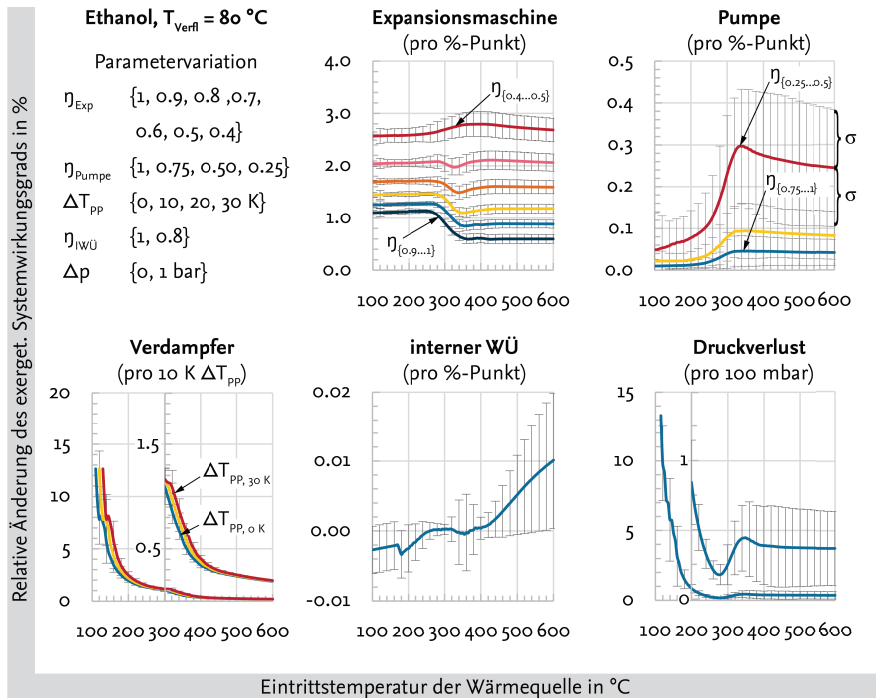 Ethanol, T_Verfl = 80 °C
Parametervariation
η_Exp {1, 0.9, 0.8 ,0.7,
0.6, 0.5, 0.4}
η_Pumpe {1, 0.75, 0.50, 0.25}
ΔT_PP {0, 10, 20, 30 K}
η_IWÜ {1, 0.8}
Δp {0, 1 bar}
Expansionsmaschine
(pro %-Punkt)
4.0
3.0
2.0
1.0
0.0
η_{0.4...0.5}
η_{0.9...1}
100 200 300 400 500 600
Pumpe
(pro %-Punkt)
0.5
0.4
0.3
0.2
0.1
0.0
η_{0.25...0.5}
η_{0.75...1}
σ
σ
100 200 300 400 500 600
Verdampfer
(pro 10 K ΔT_PP)
20
15
10
5
0
1.5
0.5
ΔT_PP, 30 K
ΔT_PP, 0 K
100 200 300 400 500 600
interner WÜ
(pro %-Punkt)
0.02
0.01
0.00
-0.01
100 200 300 400 500 600
Druckverlust
(pro 100 mbar)
15
10
5
0
1
0
100 200 300 400 500 600
Relative Änderung des exerget. Systemwirkungsgrads in %
Eintrittstemperatur der Wärmequelle in °C